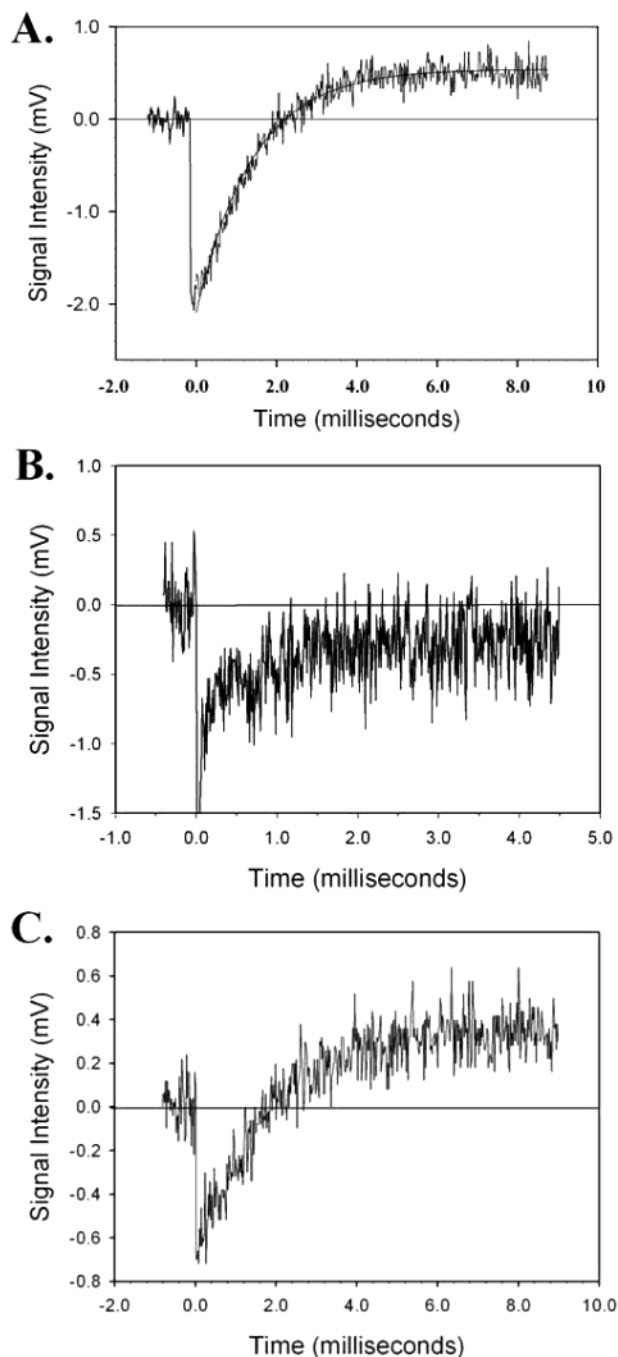 A.
Signal Intensity (mV)
1.0
0.0
-1.0
-2.0
-2.0 0.0 2.0 4.0 6.0 8.0 10
Time (milliseconds)
B.
Signal Intensity (mV)
1.0
0.5
0.0
-0.5
-1.0
-1.5
-1.0 0.0 1.0 2.0 3.0 4.0 5.0
Time (milliseconds)
C.
Signal Intensity (mV)
0.8
0.6
0.4
0.2
0.0
-0.2
-0.4
-0.6
-0.8
-2.0 0.0 2.0 4.0 6.0 8.0 10.0
Time (milliseconds)